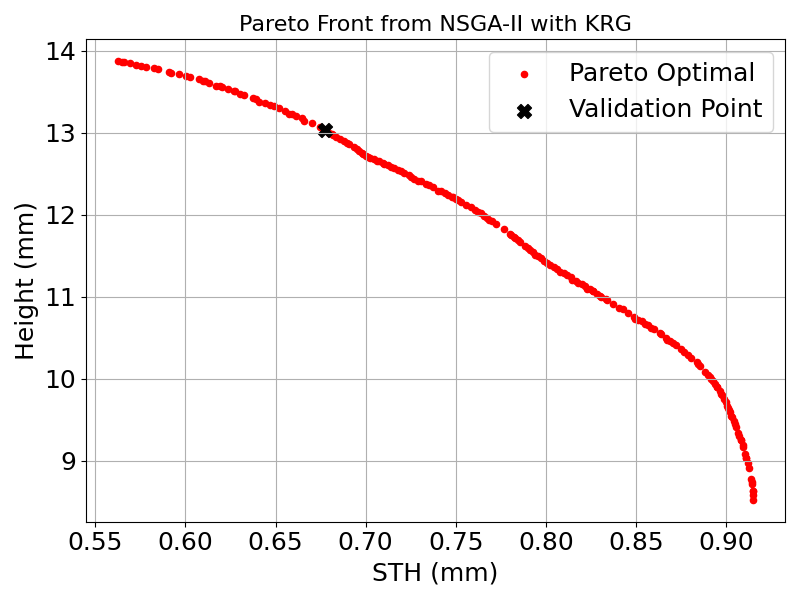 Pareto Front from NSGA-II with KRG
Pareto Optimal
Validation Point
Height (mm)
14
13
12
11
10
9
0.55 0.60 0.65 0.70 0.75 0.80 0.85 0.90
STH (mm)